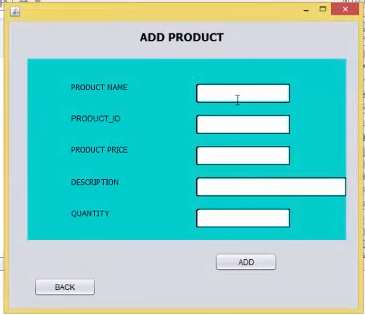 ADD PRODUCT
PRODUCT NAME
PRODUCT_ID
PRODUCT PRICE
DESCRIPTION
QUANTITY
ADD
BACK